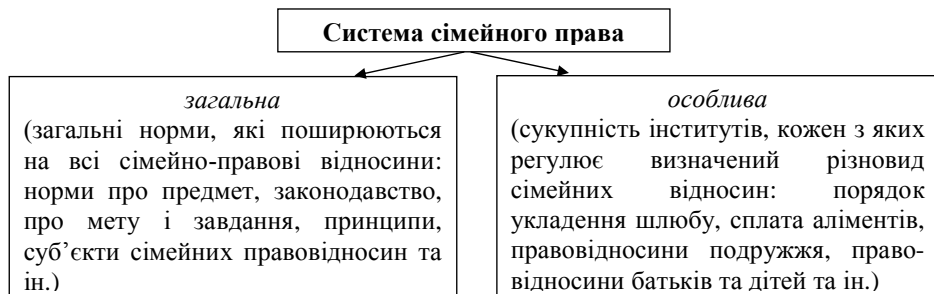 Система сімейного права
загальна
(загальні норми, які поширюються
на всі сімейно-правові відносини:
норми про предмет, законодавство,
про мету і завдання, принципи,
суб’єкти сімейних правовідносин та
ін.)
особлива
(сукупність інститутів, кожен з яких
регулює визначений різновид
сімейних відносин: порядок
укладення шлюбу, сплата аліментів,
правовідносини подружжя, право-
відносини батьків та дітей та ін.)